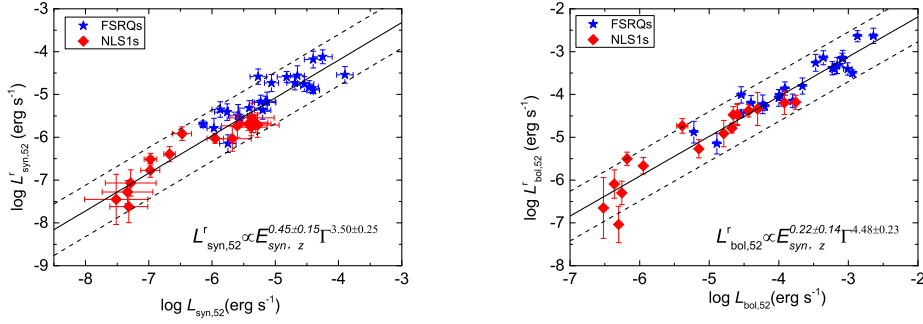 -3
-4
-5
-6
-7
-8
-9
log L^r_syn,52 (erg s⁻¹)
FSRQs
NLS1s
L^r_syn,52 ∝ E_syn, z^0.45±0.15 Γ^3.50±0.25
-8 -7 -6 -5 -4 -3
log L_syn,52 (erg s⁻¹)
-1
-2
-3
-4
-5
-6
-7
-8
log L^r_bol,52 (erg s⁻¹)
FSRQs
NLS1s
L^r_bol,52 ∝ E_syn, z^0.22±0.14 Γ^4.48±0.23
-7 -6 -5 -4 -3 -2
log L_bol,52 (erg s⁻¹)